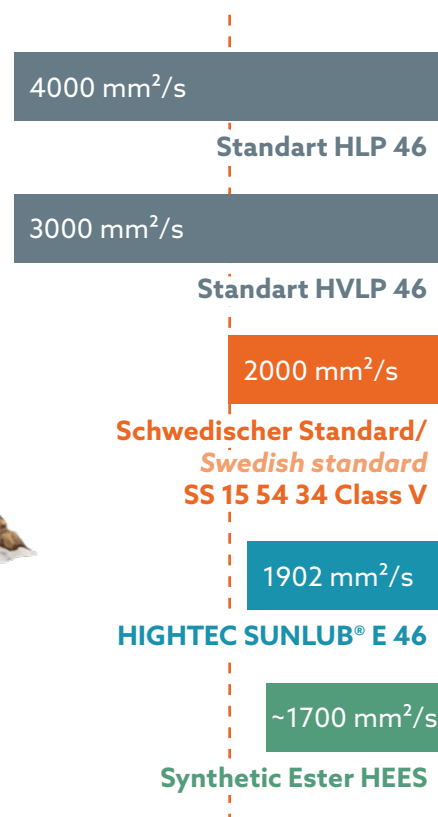 4000 mm²/s
Standart HLP 46
3000 mm²/s
Standart HVLP 46
2000 mm²/s
Schwedischer Standard/
Swedish standard
SS 15 54 34 Class V
1902 mm²/s
HIGHTEC SUNLUB® E 46
~1700 mm²/s
Synthetic Ester HEES